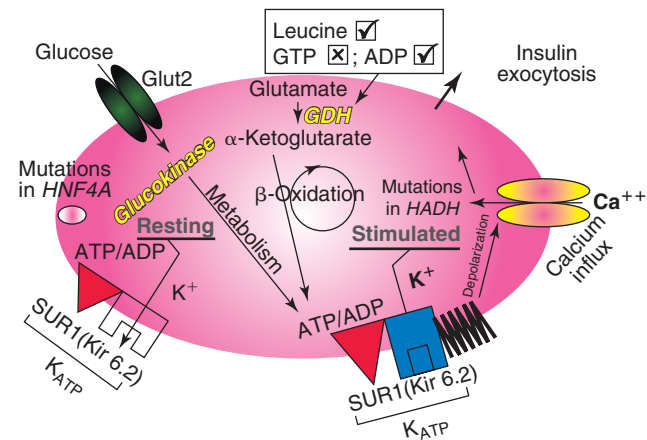 Leucine ☑
GTP ☒ ; ADP ☑
Glucose
Glut2
Insulin
exocytosis
Glutamate
GDH
α-Ketoglutarate
Glucokinase
Mutations
in HNF4A
β-Oxidation
Mutations
in HADH
Ca++
Calcium
influx
Resting
Metabolism
Stimulated
Depolarization
ATP/ADP
K+
K+
ATP/ADP
SUR1(Kir 6.2)
KATP
SUR1(Kir 6.2)
KATP